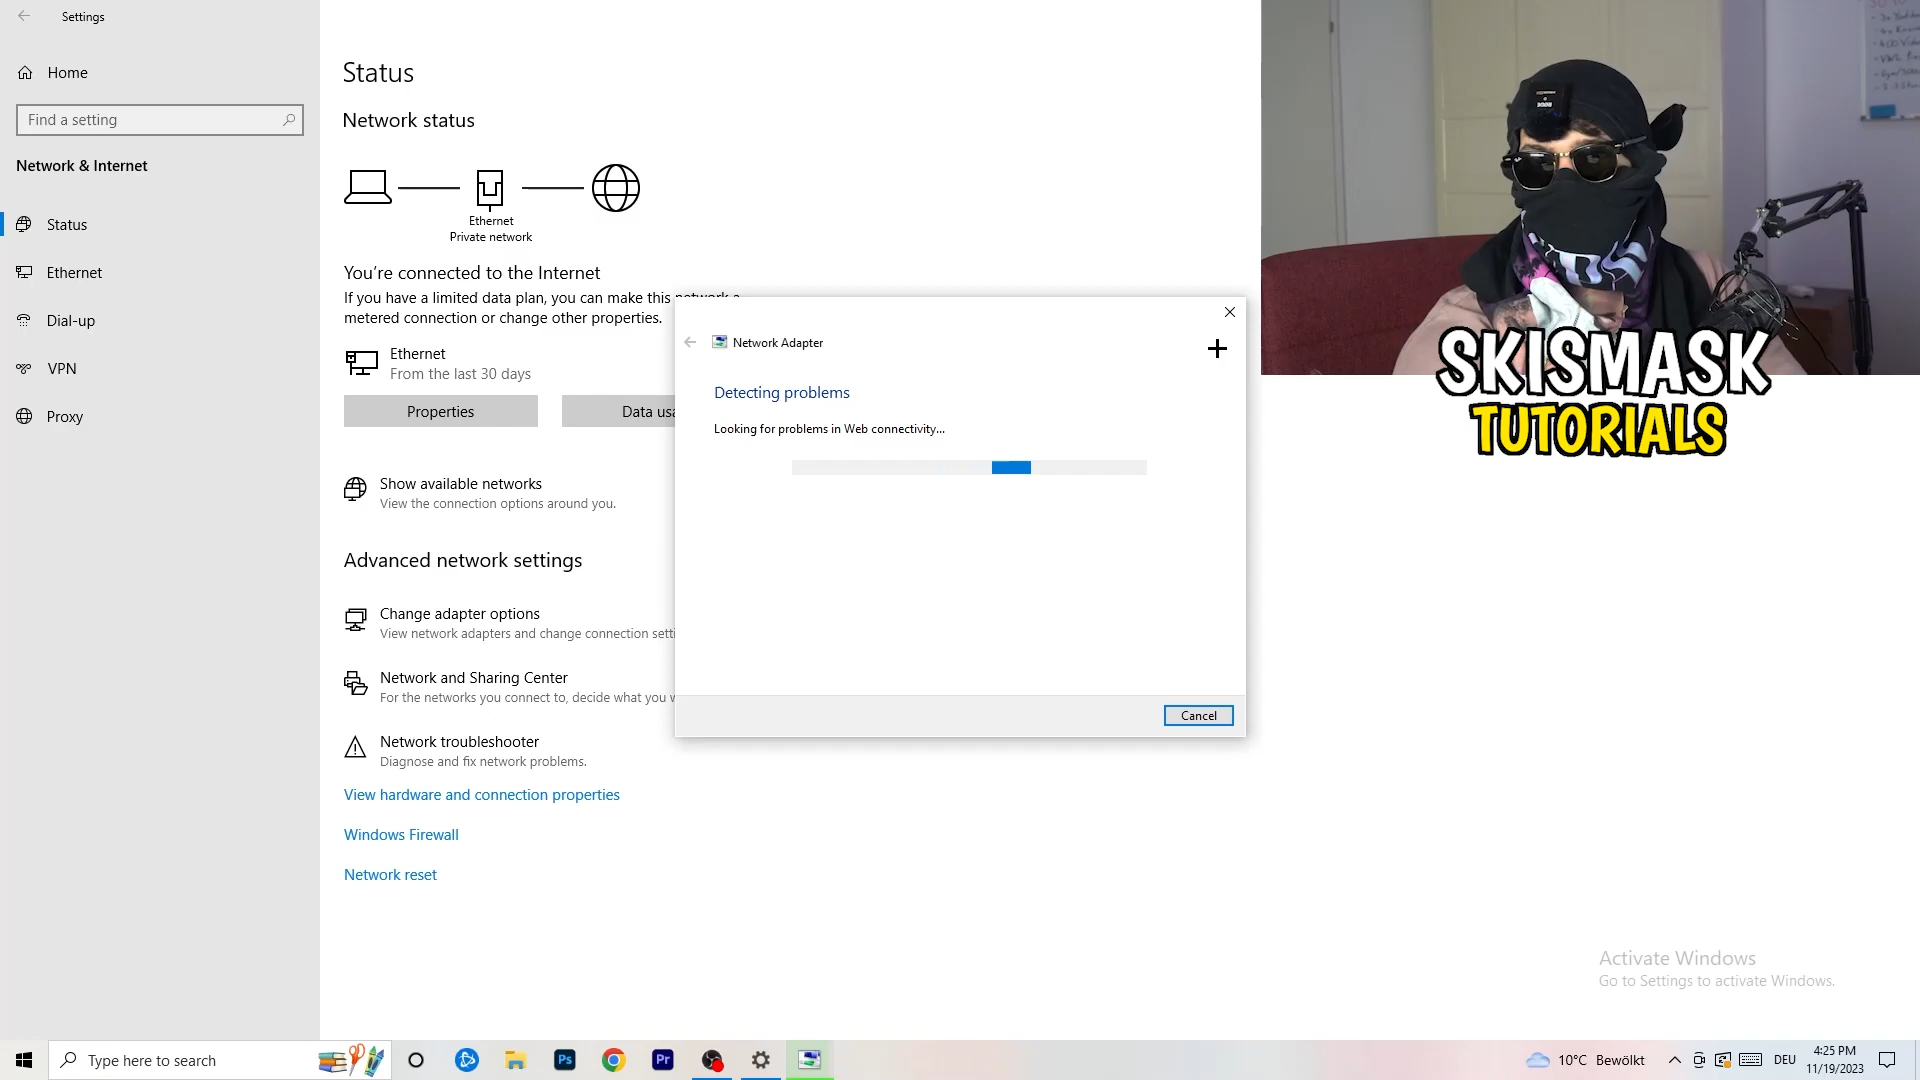 Settings
Home
Find a setting
Network & Internet
Status
Ethernet
Dial-up
VPN
Proxy
Status
Network status
Ethernet
Private network
You're connected to the Internet
If you have a limited data plan, you can make this network a
metered connection or change other properties.
Ethernet
From the last 30 days
Properties
Data usa
Show available networks
View the connection options around you.
Advanced network settings
Change adapter options
View network adapters and change connection setti
Network and Sharing Center
For the networks you connect to, decide what you w
Network troubleshooter
Diagnose and fix network problems.
View hardware and connection properties
Windows Firewall
Network reset
Network Adapter
Detecting problems
Looking for problems in Web connectivity...
Cancel
SKISMASK
TUTORIALS
Activate Windows
Go to Settings to activate Windows.
Type here to search
Ps
Pr
10°C Bewölkt
DEU
4:25 PM
11/19/2023